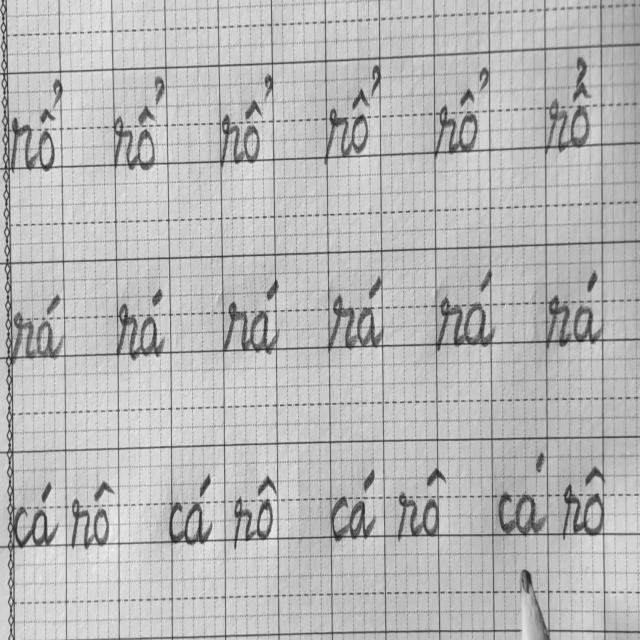 rổ rổ rổ rổ rổ rổ
rá rá rá rá rá rá
cá rô cá rô cá rô cá rô